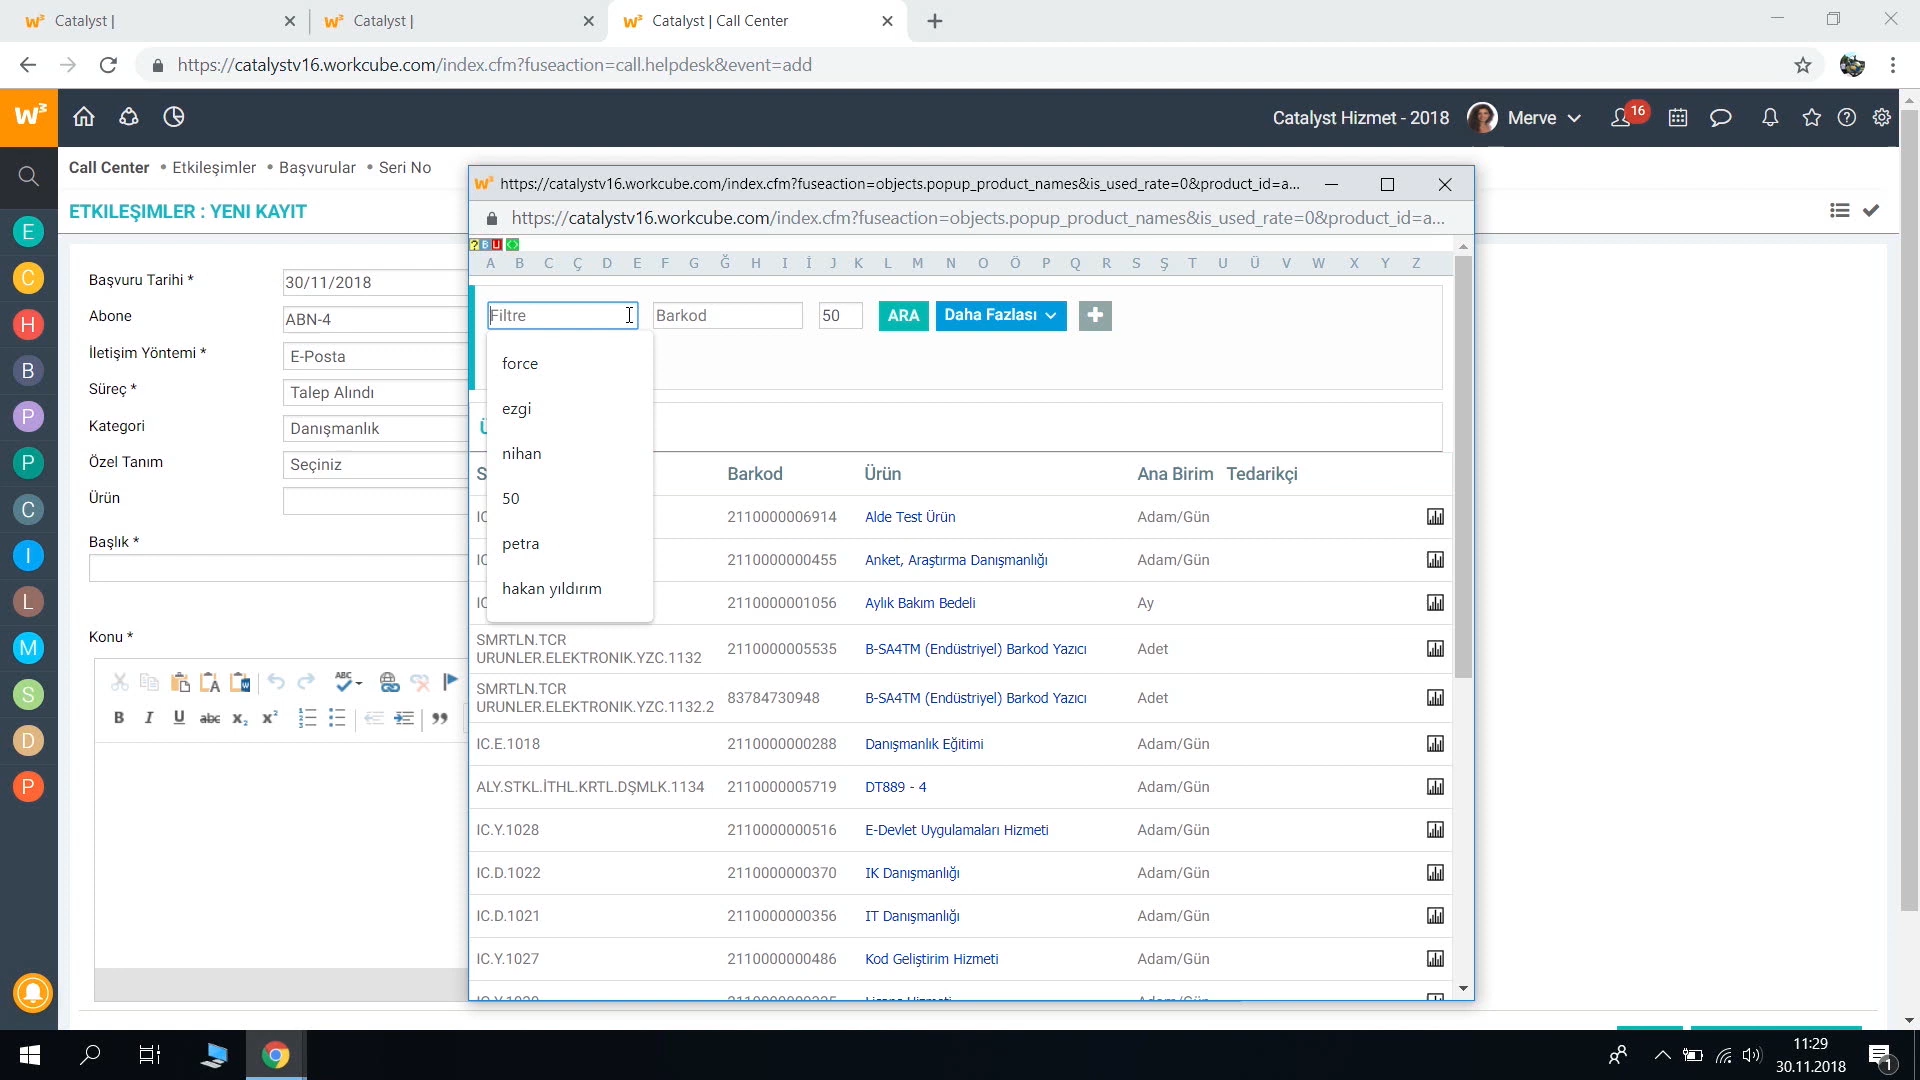 Catalyst |
Catalyst |
Catalyst | Call Center
https://catalystv16.workcube.com/index.cfm?fuseaction=call.helpdesk&event=add
w³
Catalyst Hizmet - 2018
Merve
16
Call Center • Etkileşimler • Başvurular • Seri No
ETKILEŞIMLER : YENI KAYIT
E
C
H
B
P
P
C
I
L
M
S
D
P
Başvuru Tarihi *
30/11/2018
Abone
ABN-4
İletişim Yöntemi *
E-Posta
Süreç *
Talep Alındı
Kategori
Danışmanlık
Özel Tanım
Seçiniz
Ürün
Başlık *
Konu *
https://catalystv16.workcube.com/index.cfm?fuseaction=objects.popup_product_names&is_used_rate=0&product_id=a...
https://catalystv16.workcube.com/index.cfm?fuseaction=objects.popup_product_names&is_used_rate=0&product_id=a...
A B C Ç D E F G Ğ H I İ J K L M N O Ö P Q R S Ş T U Ü V W X Y Z
Filtre
Barkod
50
ARA
Daha Fazlası
force
ezgi
nihan
50
petra
hakan yıldırım
Barkod Ürün Ana Birim Tedarikçi
2110000006914 Alde Test Ürün Adam/Gün
2110000000455 Anket, Araştırma Danışmanlığı Adam/Gün
2110000001056 Aylık Bakım Bedeli Ay
SMRTLN.TCR
URUNLER.ELEKTRONIK.YZC.1132 2110000005535 B-SA4TM (Endüstriyel) Barkod Yazıcı Adet
SMRTLN.TCR
URUNLER.ELEKTRONIK.YZC.1132.2 83784730948 B-SA4TM (Endüstriyel) Barkod Yazıcı Adet
IC.E.1018 2110000000288 Danışmanlık Eğitimi Adam/Gün
ALY.STKL.İTHL.KRTL.DŞMLK.1134 2110000005719 DT889 - 4 Adam/Gün
IC.Y.1028 2110000000516 E-Devlet Uygulamaları Hizmeti Adam/Gün
IC.D.1022 2110000000370 IK Danışmanlığı Adam/Gün
IC.D.1021 2110000000356 IT Danışmanlığı Adam/Gün
IC.Y.1027 2110000000486 Kod Geliştirim Hizmeti Adam/Gün
11:29
30.11.2018
1